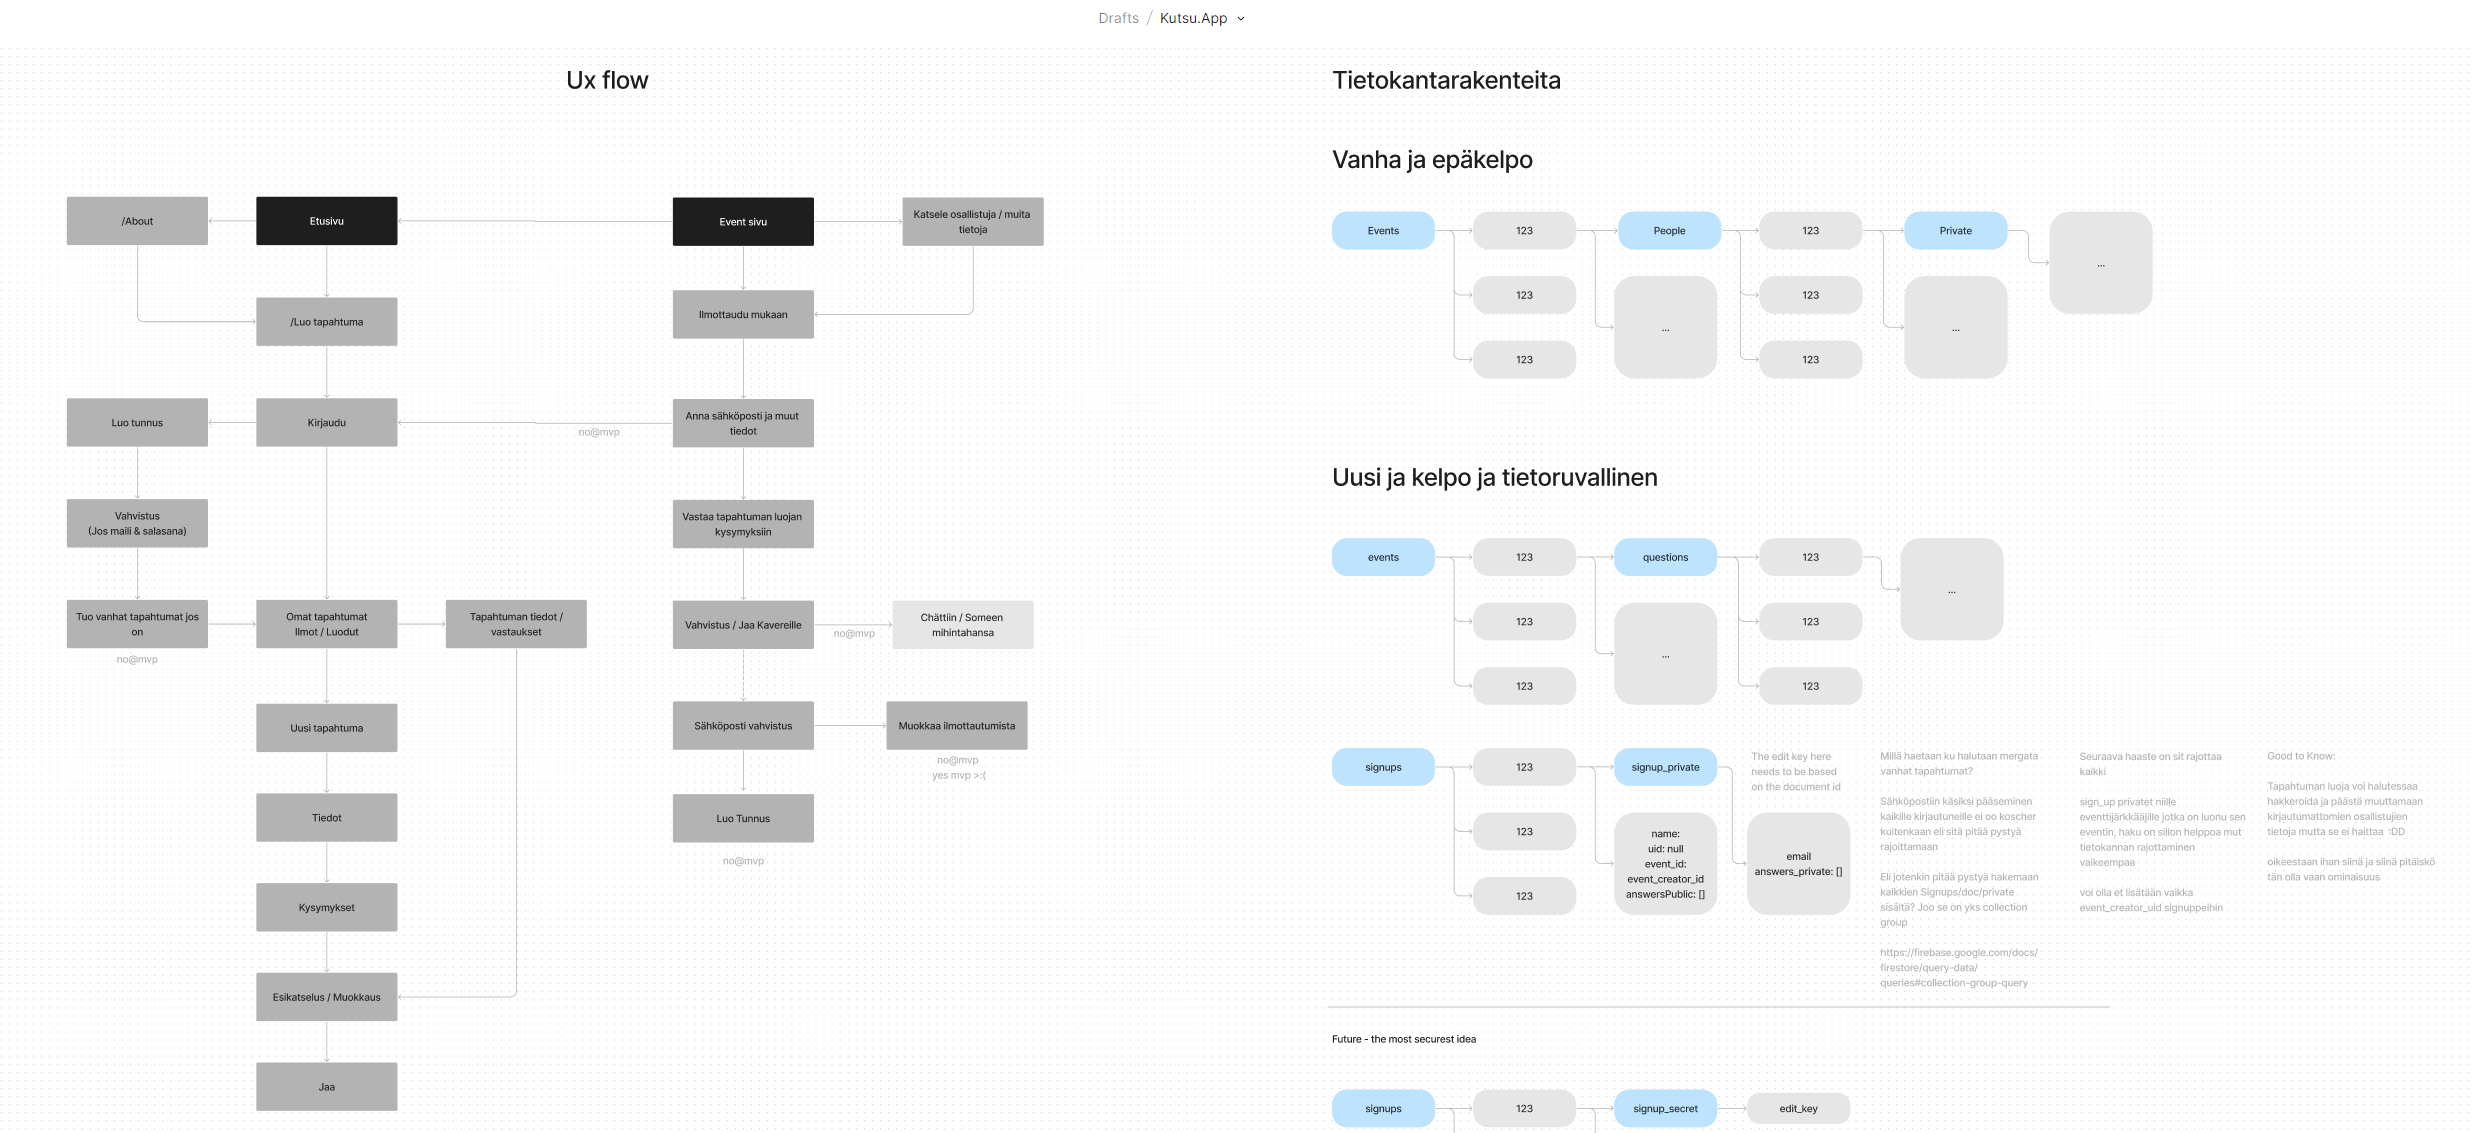 Drafts / Kutsu.App
Ux flow
/About
Etusivu
Event sivu
Katsele osallistuja / muita
tietoja
/Luo tapahtuma
Ilmottaudu mukaan
Luo tunnus
Kirjaudu
no@mvp
Anna sähköposti ja muut
tiedot
Vahvistus
(Jos maili & salasana)
Vastaa tapahtuman luojan
kysymyksiin
Tuo vanhat tapahtumat jos
on
no@mvp
Omat tapahtumat
Ilmot / Luodut
Tapahtuman tiedot /
vastaukset
Vahvistus / Jaa Kavereille
no@mvp
Chättiin / Someen
mihintahansa
Uusi tapahtuma
Sähköposti vahvistus
Muokkaa ilmottautumista
no@mvp
yes mvp >:(
Tiedot
Luo Tunnus
no@mvp
Kysymykset
Esikatselus / Muokkaus
Jaa
Tietokantarakenteita
Vanha ja epäkelpo
Events
123
People
123
Private
...
123
123
...
123
123
...
Uusi ja kelpo ja tietoruvallinen
events
123
questions
123
...
123
123
...
123
123
signups
123
signup_private
123
123
name:
uid: null
event_id:
event_creator_id
answersPublic: []
The edit key here
needs to be based
on the document id
email
answers_private: []
Millä haetaan ku halutaan mergata
vanhat tapahtumat?
Sähköpostiin käsiksi pääseminen
kaikille kirjautuneille ei oo koscher
kuitenkaan eli sitä pitää pystyä
rajoittamaan
Eli jotenkin pitää pystyä hakemaan
kaikkien Signups/doc/private
sisältä? Joo se on yks collection
group
https://firebase.google.com/docs/
firestore/query-data/
queries#collection-group-query
Seuraava haaste on sit rajottaa
kaikki
sign_up privatet niille
eventtijärkkääjille jotka on luonu sen
eventin, haku on sillon helppoa mut
tietokannan rajottaminen
vaikeempaa
voi olla et lisätään vaikka
event_creator_uid signuppeihin
Good to Know:
Tapahtuman luoja voi halutessaa
hakkeroida ja päästä muuttamaan
kirjautumattomien osallistujien
tietoja mutta se ei haittaa :DD
oikeestaan ihan siinä ja siinä pitäiskö
tän olla vaan ominaisuus
Future - the most securest idea
signups
123
signup_secret
edit_key